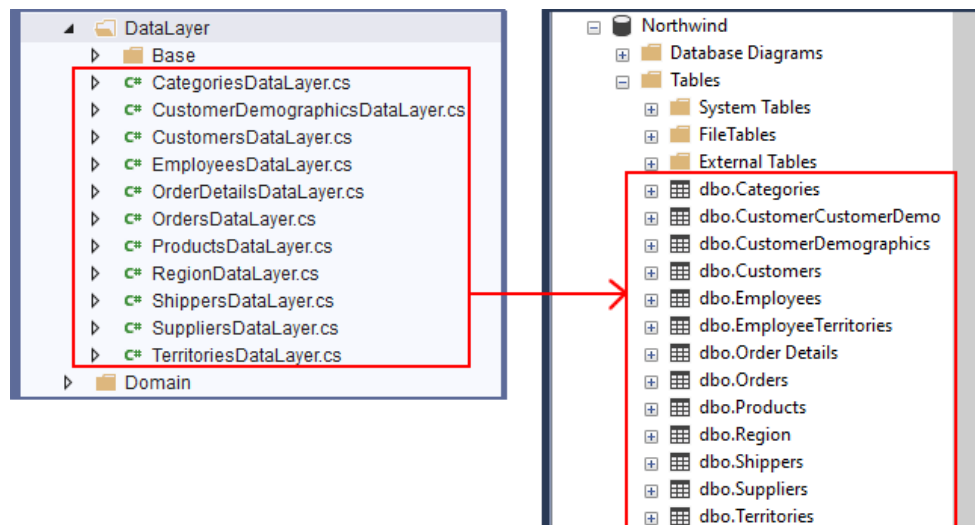 DataLayer
Base
C# CategoriesDataLayer.cs
C# CustomerDemographicsDataLayer.cs
C# CustomersDataLayer.cs
C# EmployeesDataLayer.cs
C# OrderDetailsDataLayer.cs
C# OrdersDataLayer.cs
C# ProductsDataLayer.cs
C# RegionDataLayer.cs
C# ShippersDataLayer.cs
C# SuppliersDataLayer.cs
C# TerritoriesDataLayer.cs
Domain
Northwind
Database Diagrams
Tables
System Tables
FileTables
External Tables
dbo.Categories
dbo.CustomerCustomerDemo
dbo.CustomerDemographics
dbo.Customers
dbo.Employees
dbo.EmployeeTerritories
dbo.Order Details
dbo.Orders
dbo.Products
dbo.Region
dbo.Shippers
dbo.Suppliers
dbo.Territories